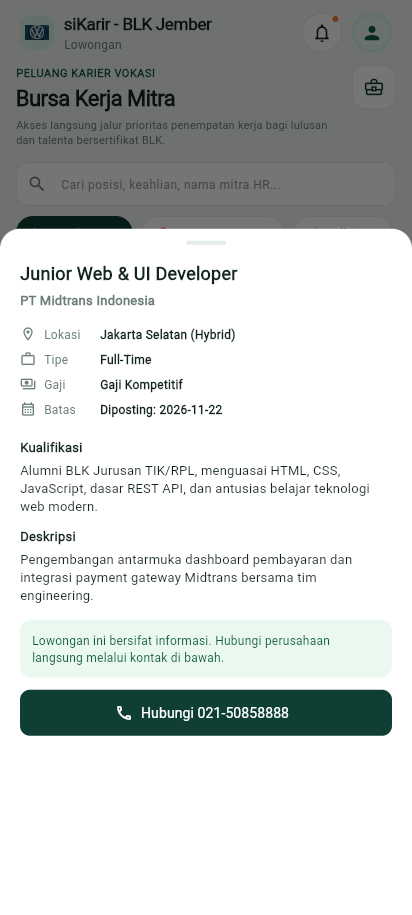 siKarir - BLK Jember
Lowongan
PELUANG KARIER VOKASI
Bursa Kerja Mitra
Akses langsung jalur prioritas penempatan kerja bagi lulusan
dan talenta bersertifikat BLK.
Cari posisi, keahlian, nama mitra HR...
Junior Web & UI Developer
PT Midtrans Indonesia
Lokasi Jakarta Selatan (Hybrid)
Tipe Full-Time
Gaji Gaji Kompetitif
Batas Diposting: 2026-11-22
Kualifikasi
Alumni BLK Jurusan TIK/RPL, menguasai HTML, CSS,
JavaScript, dasar REST API, dan antusias belajar teknologi
web modern.
Deskripsi
Pengembangan antarmuka dashboard pembayaran dan
integrasi payment gateway Midtrans bersama tim
engineering.
Lowongan ini bersifat informasi. Hubungi perusahaan
langsung melalui kontak di bawah.
Hubungi 021-50858888